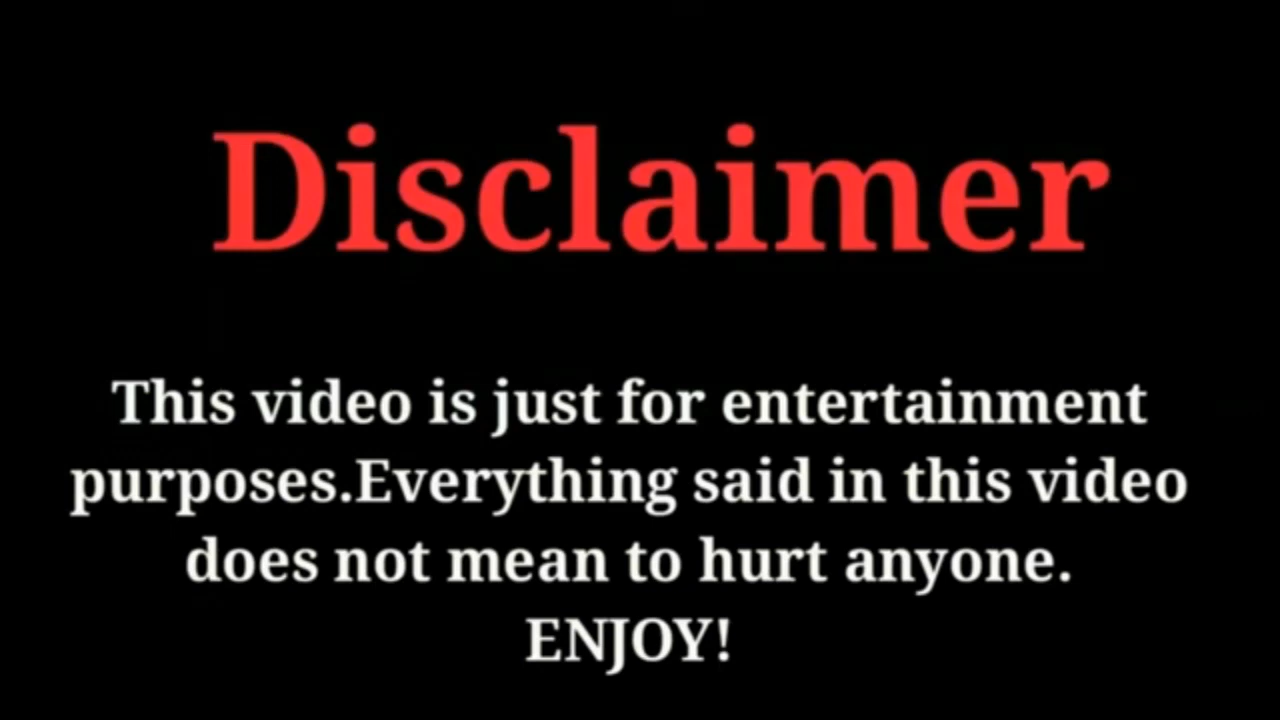 Disclaimer
This video is just for entertainment
purposes.Everything said in this video
does not mean to hurt anyone.
ENJOY!